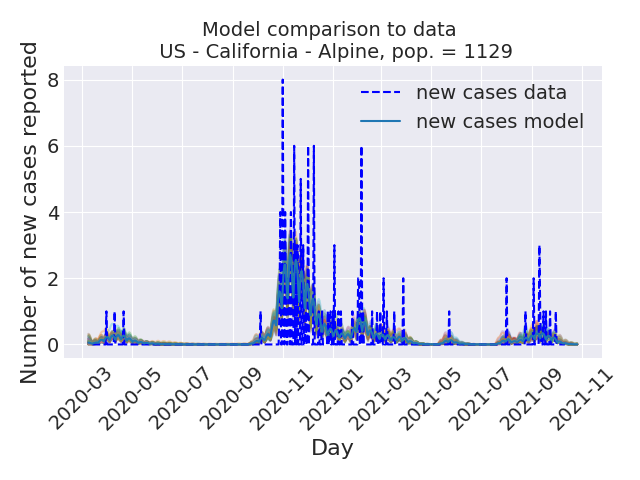 Model comparison to data
US - California - Alpine, pop. = 1129
Number of new cases reported
8
6
4
2
0
new cases data
new cases model
2020-03
2020-05
2020-07
2020-09
2020-11
2021-01
2021-03
2021-05
2021-07
2021-09
2021-11
Day